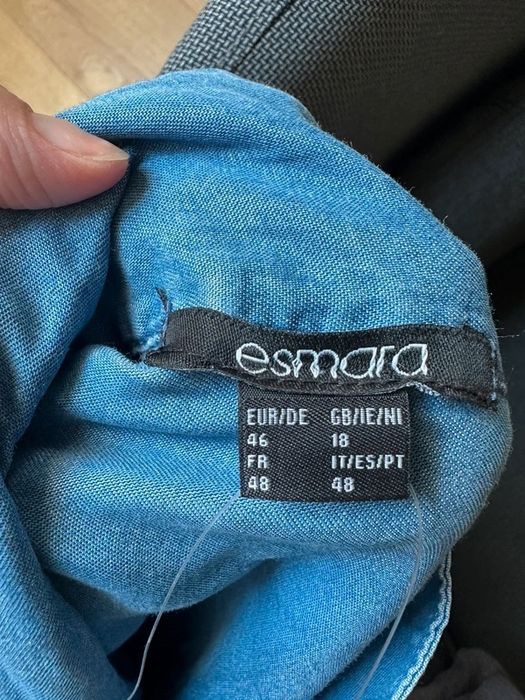 esmara
EUR/DE GB/IE/NI
46 18
FR IT/ES/PT
48 48